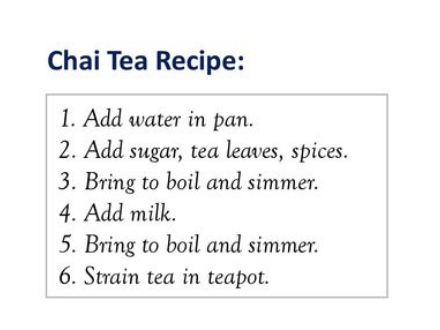 Chai Tea Recipe:
1. Add water in pan.
2. Add sugar, tea leaves, spices.
3. Bring to boil and simmer.
4. Add milk.
5. Bring to boil and simmer.
6. Strain tea in teapot.